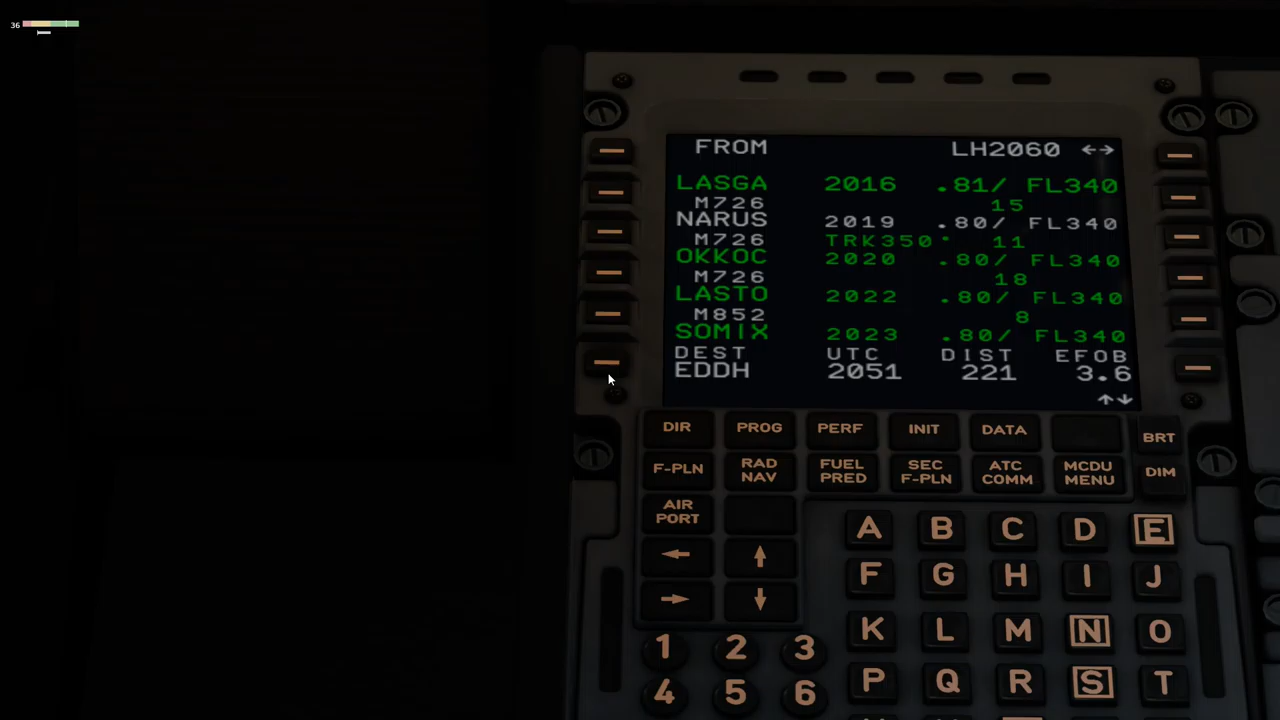 36
FROM LH2060 ←→
LASGA 2016 .81/ FL340
M726 15
NARUS 2019 .80/ FL340
M726 TRK350° 11
OKKOC 2020 .80/ FL340
M726 18
LASTO 2022 .80/ FL340
M852 8
SOMIX 2023 .80/ FL340
DEST UTC DIST EFOB
EDDH 2051 221 3.6
↑↓
DIR PROG PERF INIT DATA BRT
F-PLN RAD NAV FUEL PRED SEC F-PLN ATC COMM MCDU MENU DIM
AIR PORT
A B C D E
← ↑
F G H I J
→ ↓
K L M N O
1 2 3
P Q R S T
4 5 6